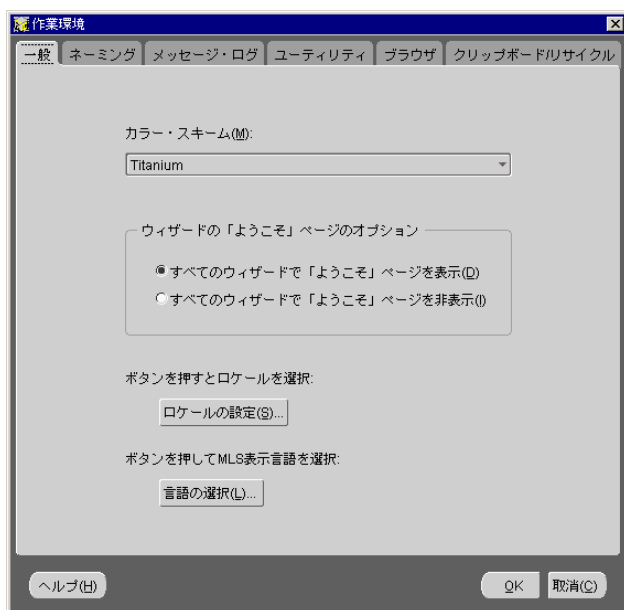 作業環境
一般 ネーミング メッセージ・ログ ユーティリティ ブラウザ クリップボード/リサイクル
カラー・スキーム(M):
Titanium
ウィザードの「ようこそ」ページのオプション
すべてのウィザードで「ようこそ」ページを表示(D)
すべてのウィザードで「ようこそ」ページを非表示(I)
ボタンを押すとロケールを選択:
ロケールの設定(S)...
ボタンを押してMLS表示言語を選択:
言語の選択(L)...
ヘルプ(H) OK 取消(C)